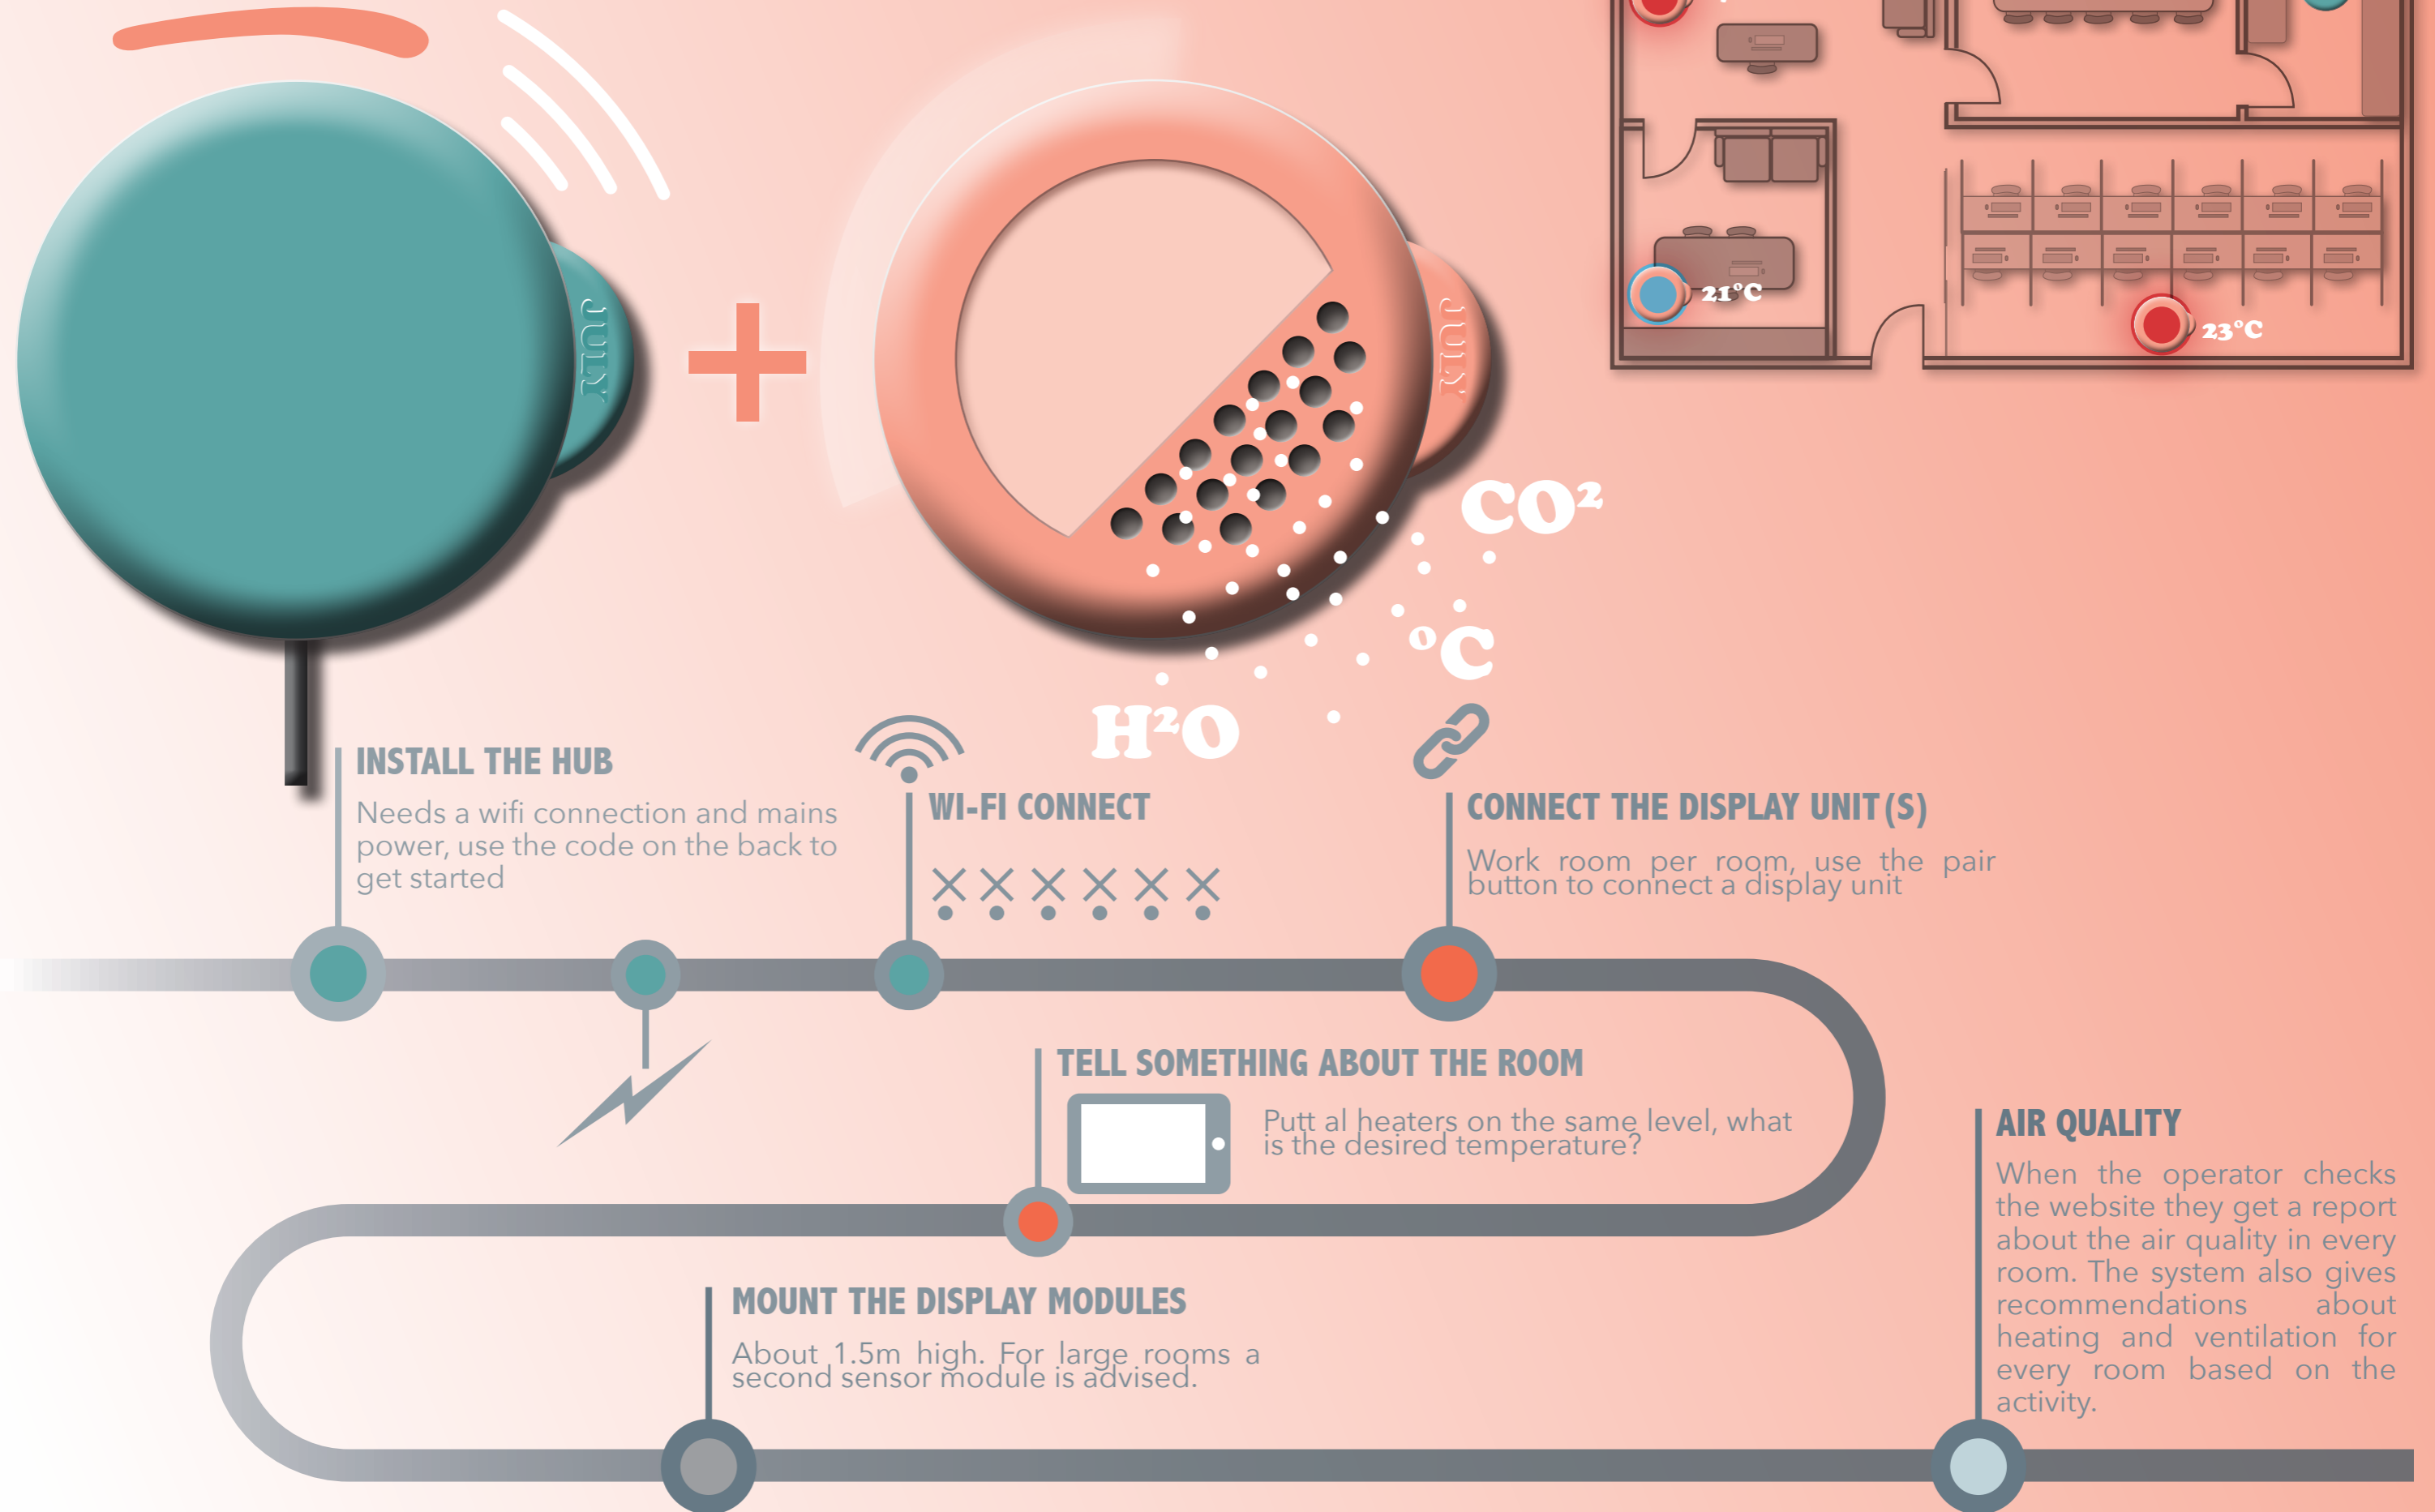 JULY
JULY
21°C
23°C
CO²
°C
H²O
INSTALL THE HUB
Needs a wifi connection and mains
power, use the code on the back to
get started
WI-FI CONNECT
CONNECT THE DISPLAY UNIT(S)
Work room per room, use the pair
button to connect a display unit
TELL SOMETHING ABOUT THE ROOM
Putt al heaters on the same level, what
is the desired temperature?
AIR QUALITY
When the operator checks
the website they get a report
about the air quality in every
room. The system also gives
recommendations about
heating and ventilation for
every room based on the
activity.
MOUNT THE DISPLAY MODULES
About 1.5m high. For large rooms a
second sensor module is advised.